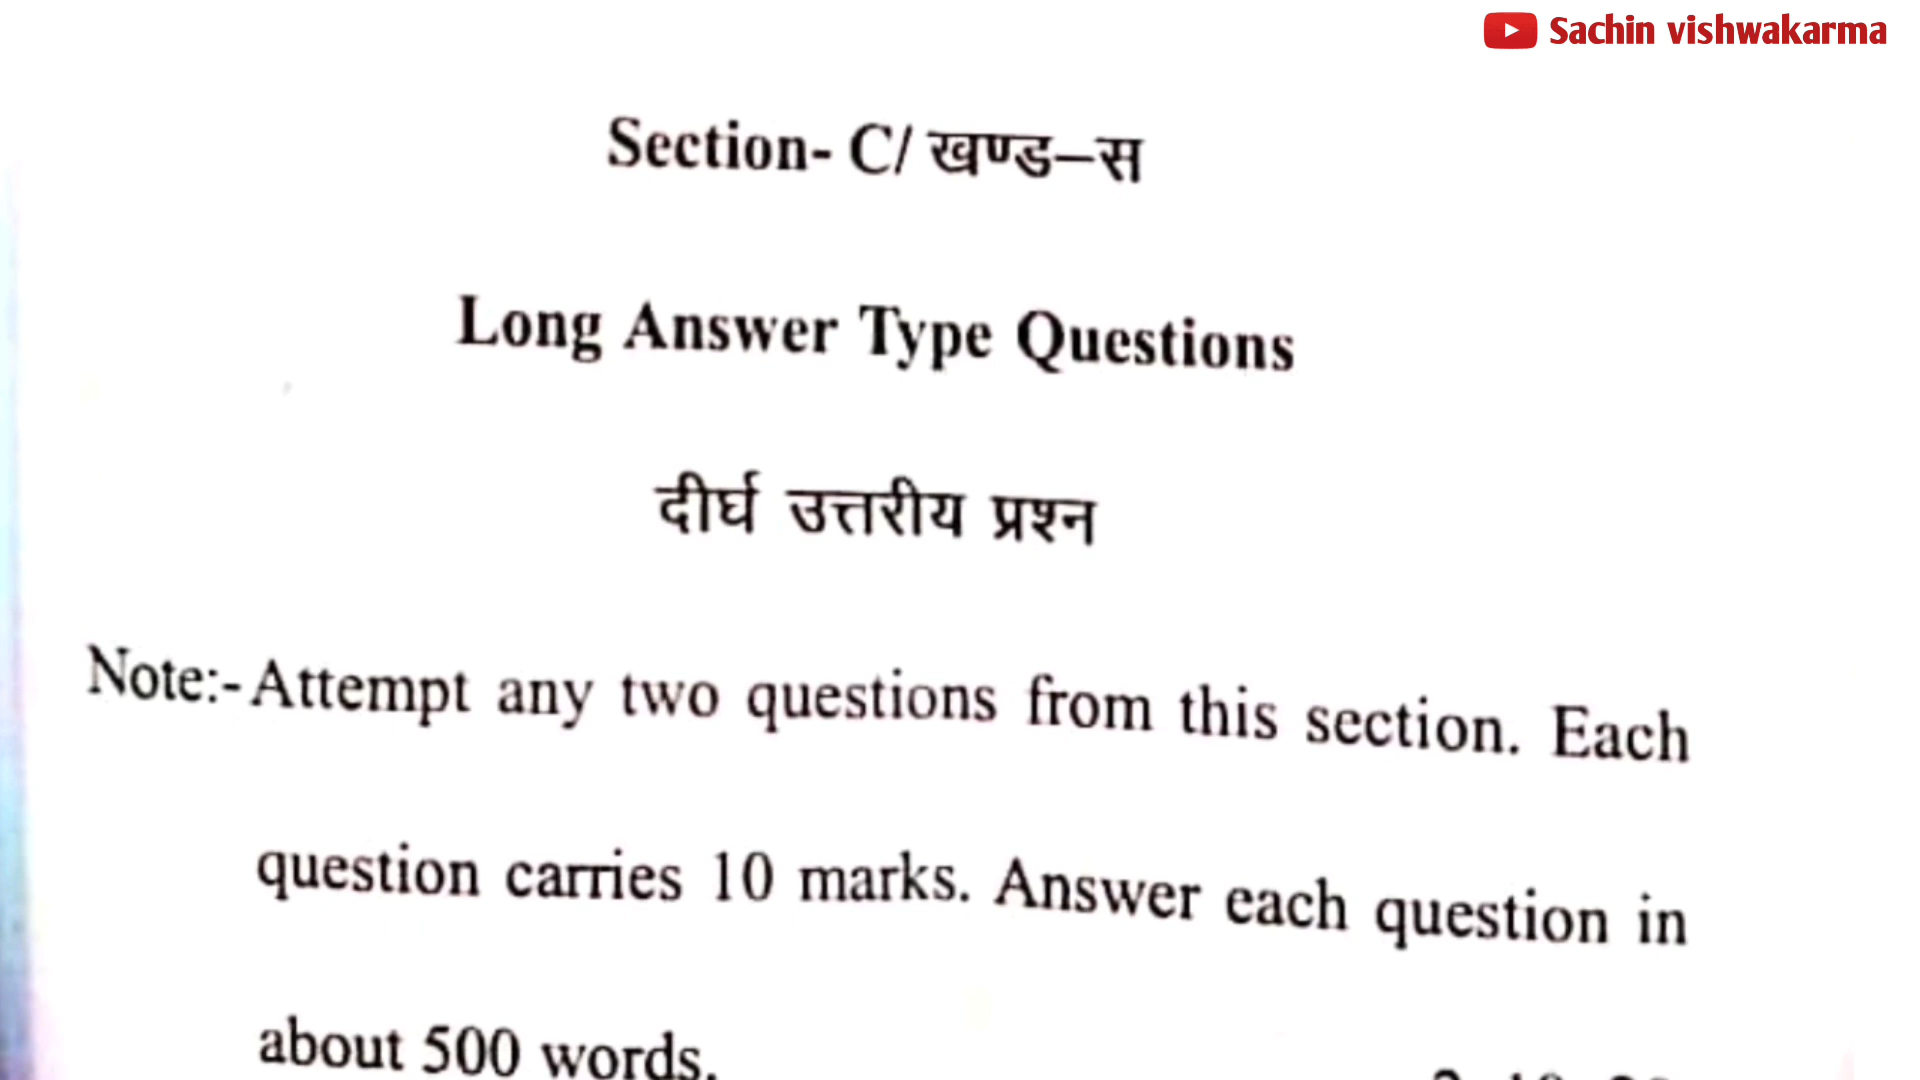 Sachin vishwakarma
Section- C/ खण्ड–स
Long Answer Type Questions
दीर्घ उत्तरीय प्रश्न
Note:- Attempt any two questions from this section. Each
question carries 10 marks. Answer each question in
about 500 words.